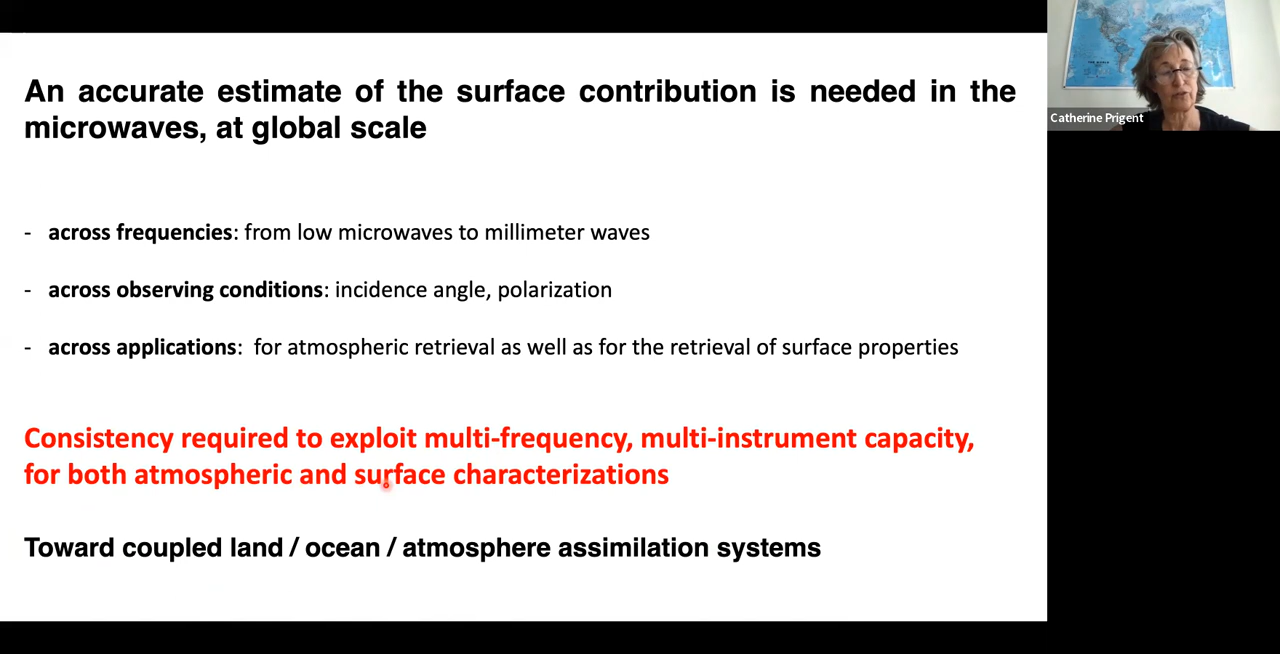 An accurate estimate of the surface contribution is needed in the
microwaves, at global scale
- across frequencies: from low microwaves to millimeter waves
- across observing conditions: incidence angle, polarization
- across applications:  for atmospheric retrieval as well as for the retrieval of surface properties
Consistency required to exploit multi-frequency, multi-instrument capacity,
for both atmospheric and surface characterizations
Toward coupled land / ocean / atmosphere assimilation systems
Catherine Prigent